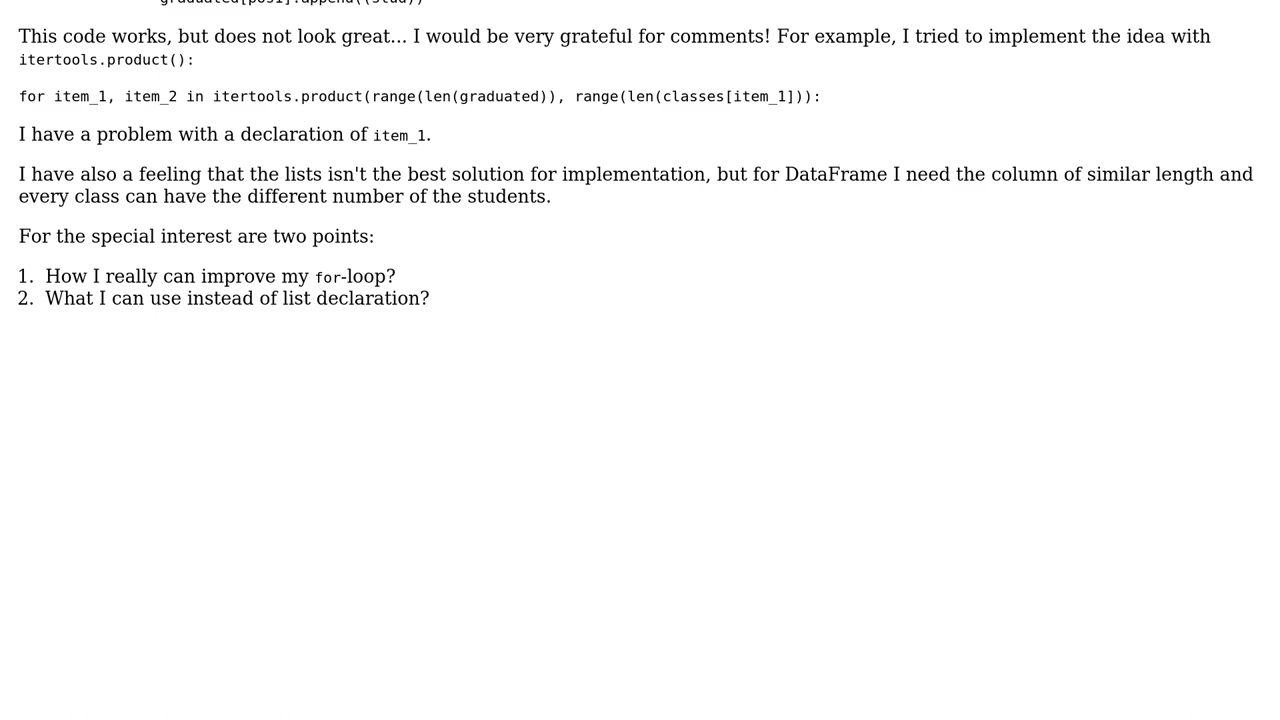 graduated[pos1].append((stud))
This code works, but does not look great... I would be very grateful for comments! For example, I tried to implement the idea with
itertools.product():
for item_1, item_2 in itertools.product(range(len(graduated)), range(len(classes[item_1])):
I have a problem with a declaration of item_1.
I have also a feeling that the lists isn't the best solution for implementation, but for DataFrame I need the column of similar length and
every class can have the different number of the students.
For the special interest are two points:
1. How I really can improve my for-loop?
2. What I can use instead of list declaration?